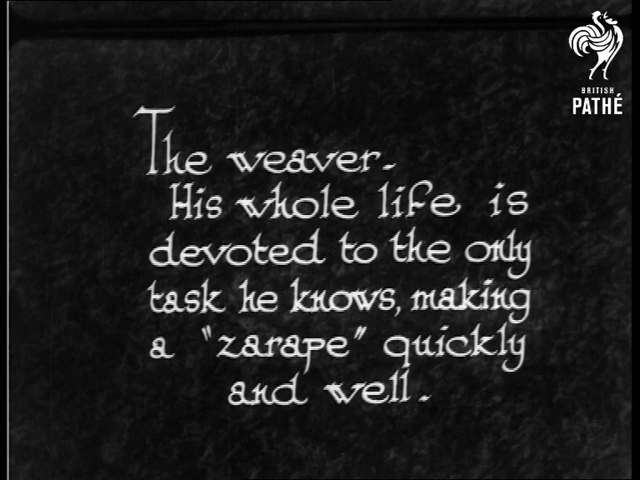 BRITISH
PATHÉ
The weaver.
His whole life is
devoted to the only
task he knows, making
a "zarape" quickly
and well.